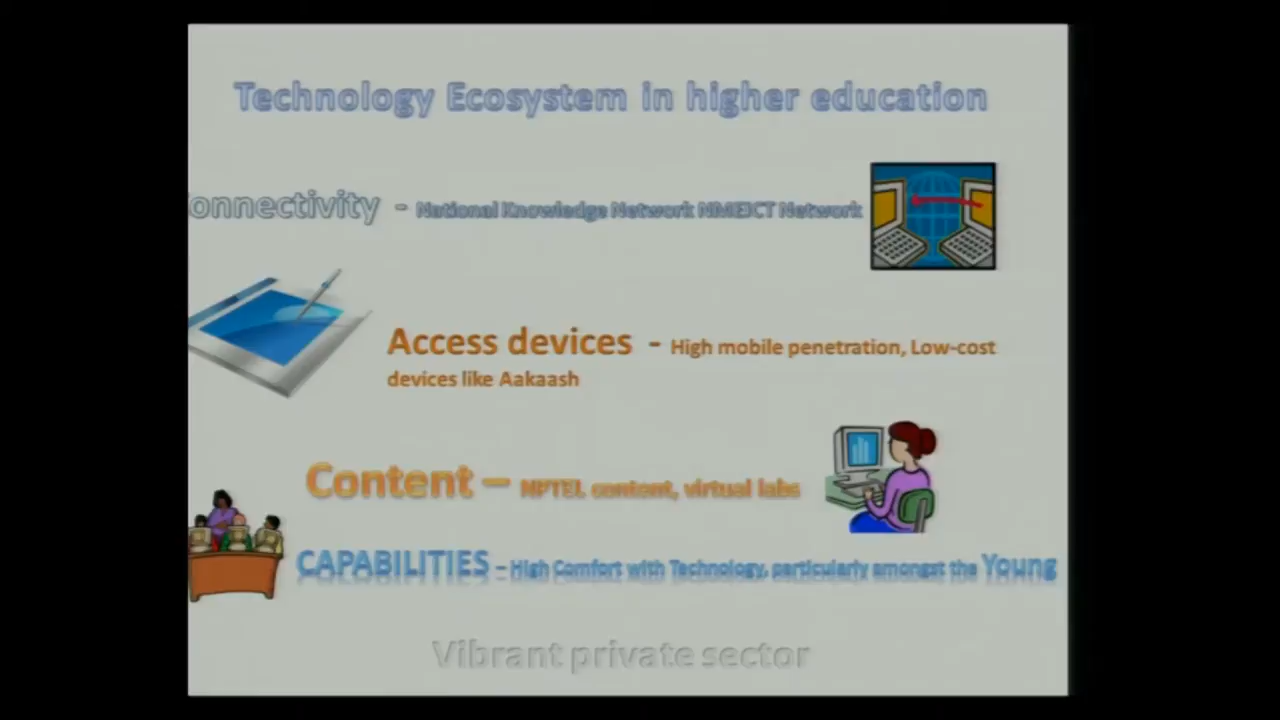 Technology Ecosystem in higher education
onnectivity - National Knowledge Network NMEICT Network
Access devices - High mobile penetration, Low-cost
devices like Aakaash
Content – NPTEL content, virtual labs
CAPABILITIES – High Comfort with Technology, particularly amongst the Young
Vibrant private sector